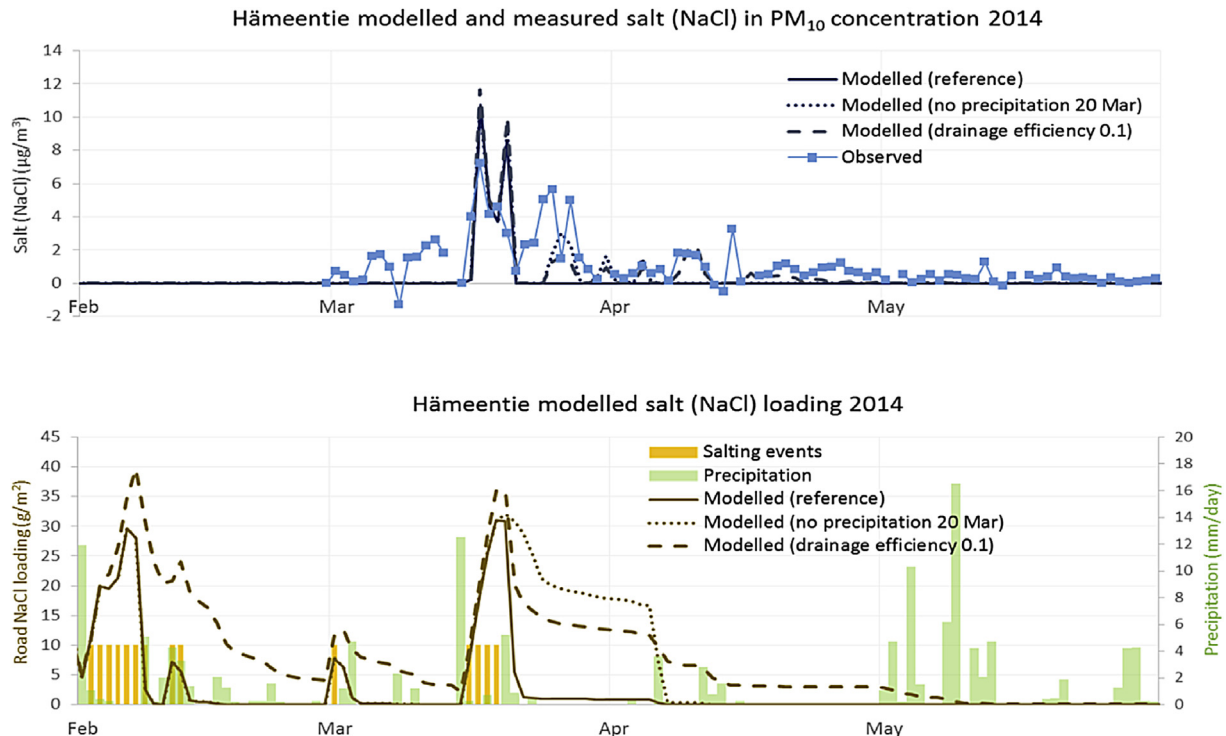 Hämeentie modelled and measured salt (NaCl) in PM₁₀ concentration 2014
14
12
10
8
6
4
2
0
-2
Salt (NaCl) (µg/m³)
Modelled (reference)
Modelled (no precipitation 20 Mar)
Modelled (drainage efficiency 0.1)
Observed
Feb
Mar
Apr
May
Hämeentie modelled salt (NaCl) loading 2014
45
40
35
30
25
20
15
10
5
0
Road NaCl loading (g/m²)
Salting events
Precipitation
Modelled (reference)
Modelled (no precipitation 20 Mar)
Modelled (drainage efficiency 0.1)
20
18
16
14
12
10
8
6
4
2
0
Precipitation (mm/day)
Feb
Mar
Apr
May